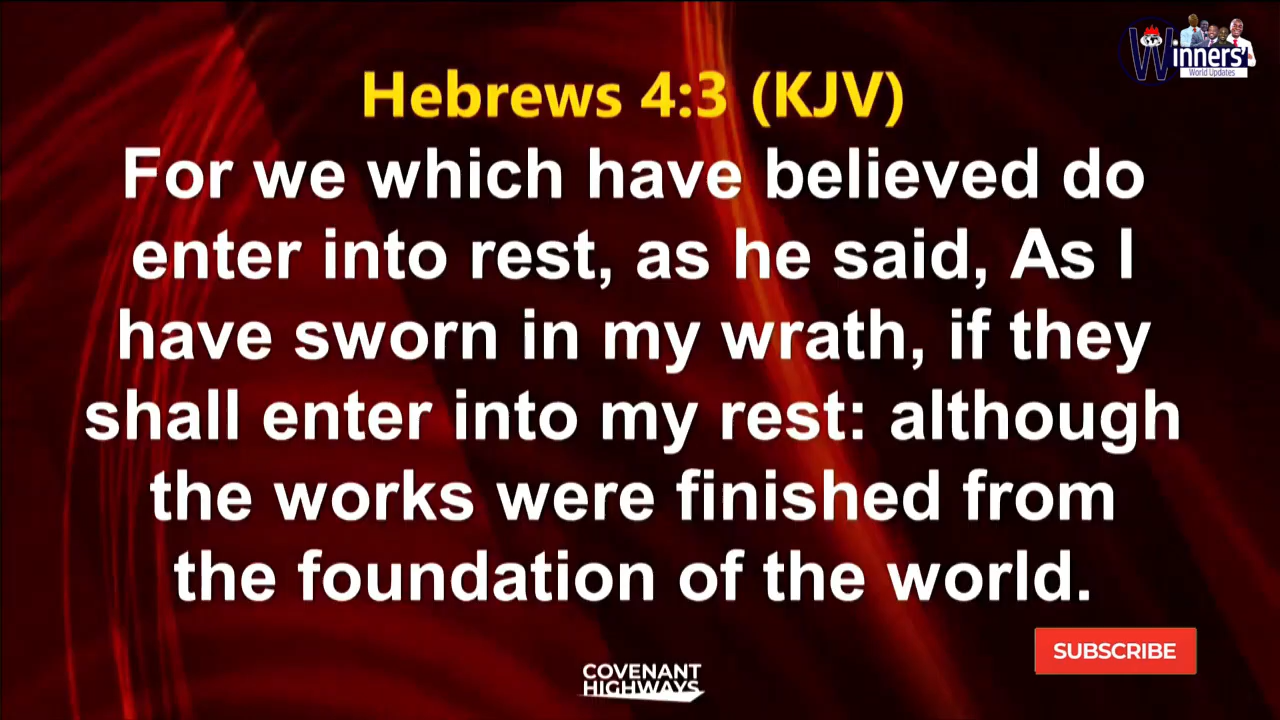 Winners'
World Updates
Hebrews 4:3 (KJV)
For we which have believed do
enter into rest, as he said, As I
have sworn in my wrath, if they
shall enter into my rest: although
the works were finished from
the foundation of the world.
SUBSCRIBE
COVENANT
HIGHWAYS